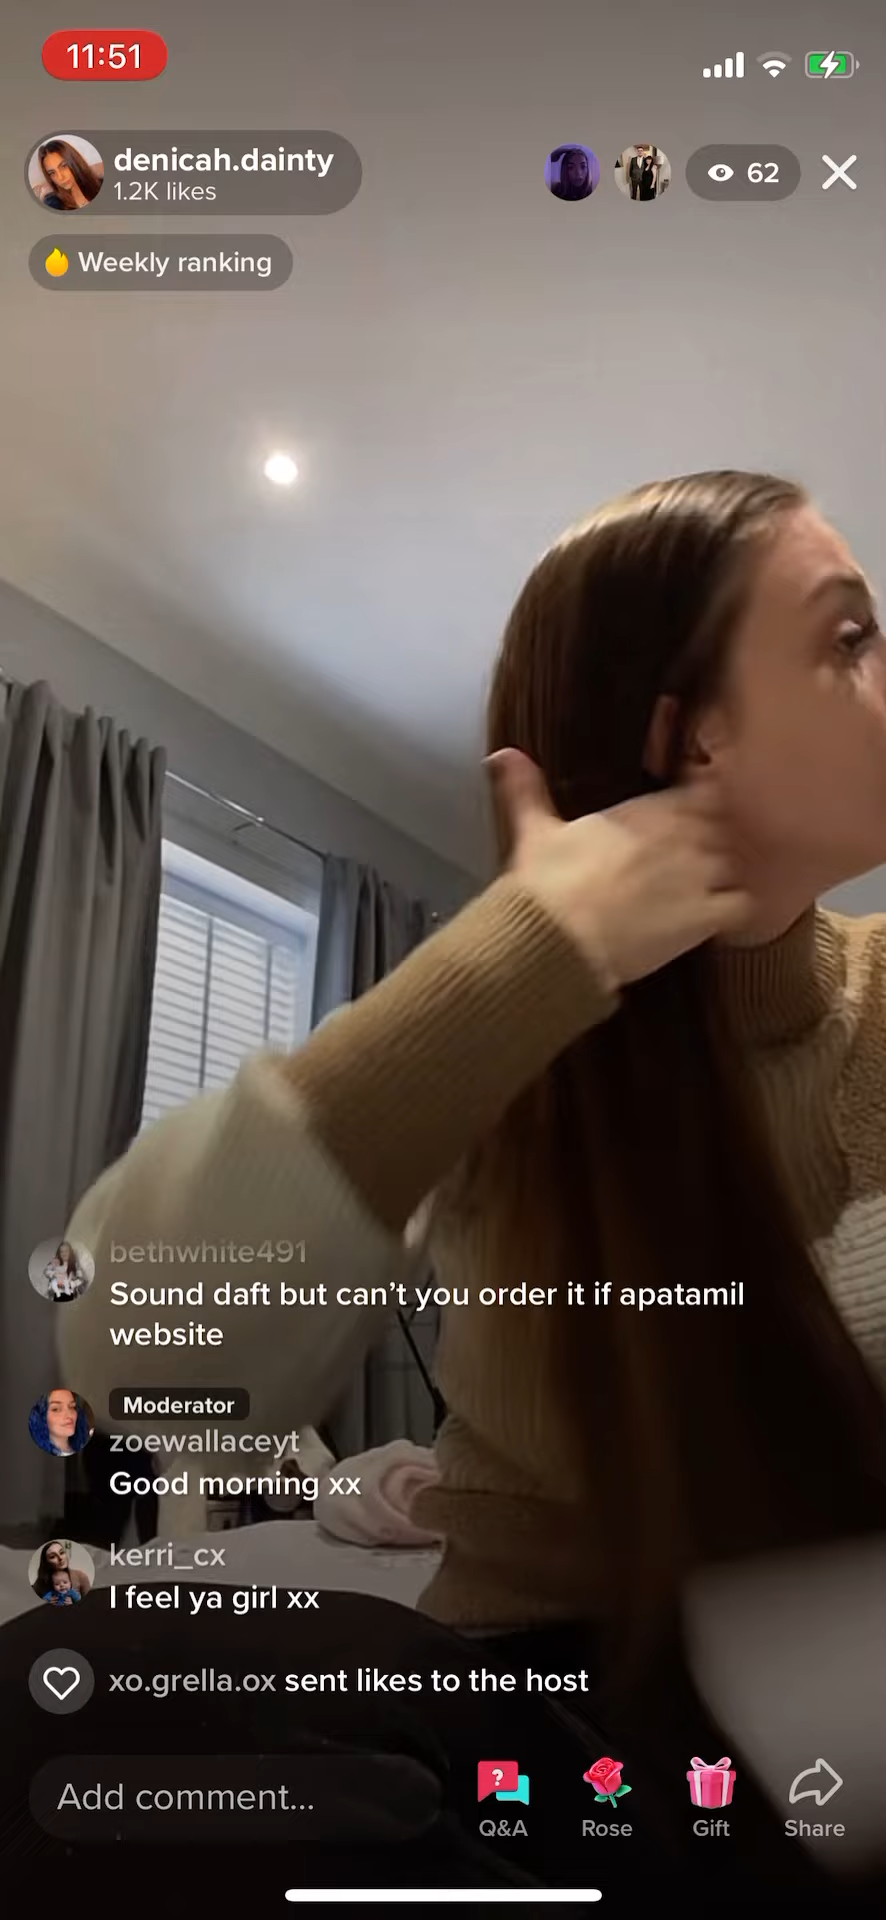 11:51
denicah.dainty
1.2K likes
62
Weekly ranking
bethwhite491
Sound daft but can’t you order it if apatamil
website
Moderator
zoewallaceyt
Good morning xx
kerri_cx
I feel ya girl xx
xo.grella.ox sent likes to the host
Add comment...
?
Q&A
Rose
Gift
Share